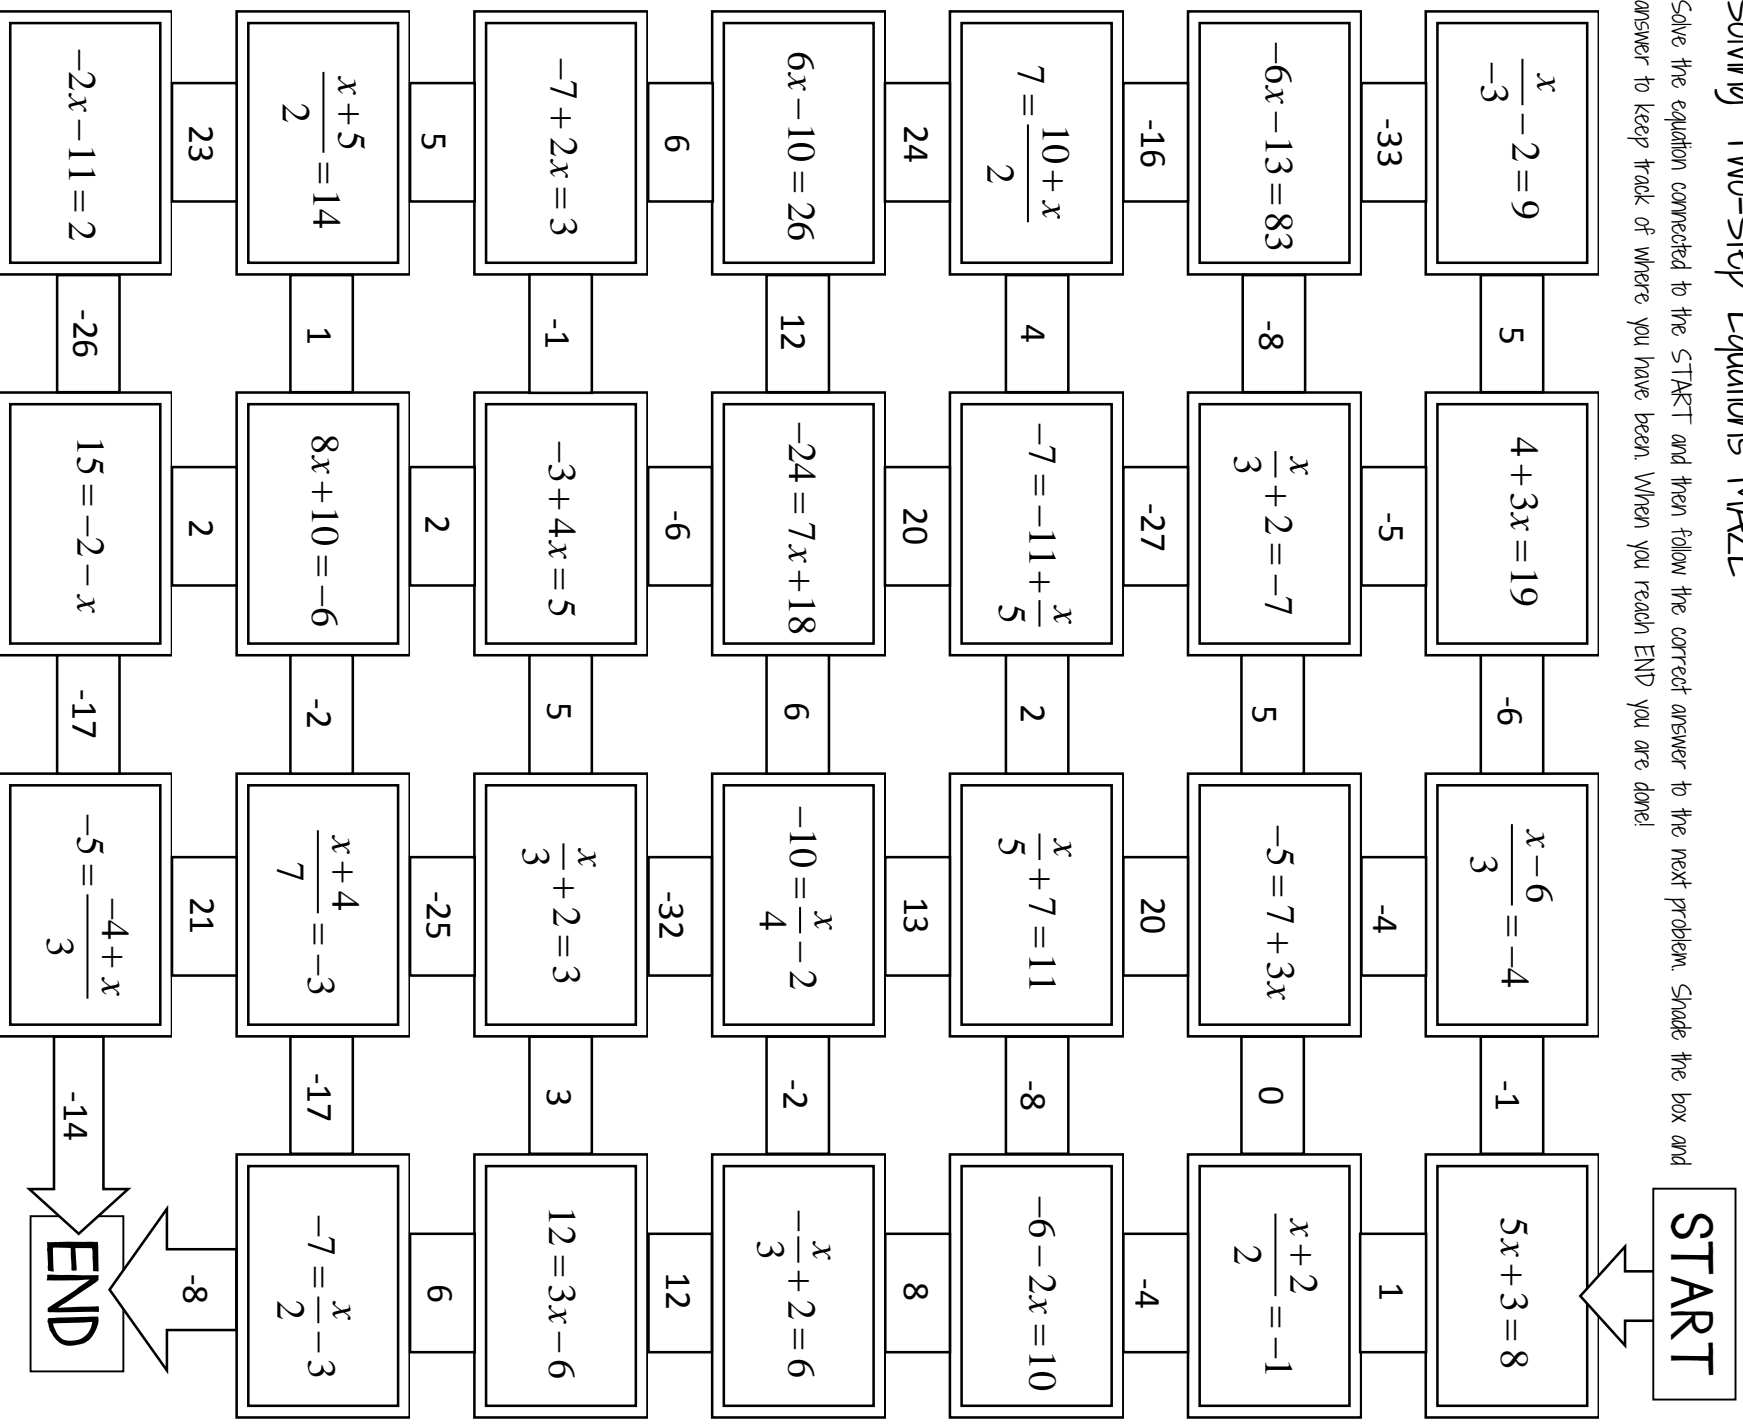 Solving Two-Step Equations MAZE
Solve the equation connected to the START and then follow the correct answer to the next problem. Shade the box and
answer to keep track of where you have been. When you reach END you are done!
START
x/−3 − 2 = 9 5 4 + 3x = 19 -6 (x − 6)/3 = −4 -1 5x + 3 = 8
-33 -5 -4 1
−6x − 13 = 83 -8 x/3 + 2 = −7 5 −5 = 7 + 3x 0 (x + 2)/2 = −1
-16 -27 20 -4
7 = (10 + x)/2 4 −7 = −11 + x/5 2 x/5 + 7 = 11 -8 −6 − 2x = 10
24 20 13 8
6x − 10 = 26 12 −24 = 7x + 18 6 −10 = x/4 − 2 -2 −x/3 + 2 = 6
6 -6 -32 12
−7 + 2x = 3 -1 −3 + 4x = 5 5 x/3 + 2 = 3 3 12 = 3x − 6
5 2 -25 6
(x + 5)/2 = 14 1 8x + 10 = −6 -2 (x + 4)/7 = −3 -17 −7 = x/2 − 3
23 2 21 -8
−2x − 11 = 2 -26 15 = −2 − x -17 −5 = (−4 + x)/3 -14 END